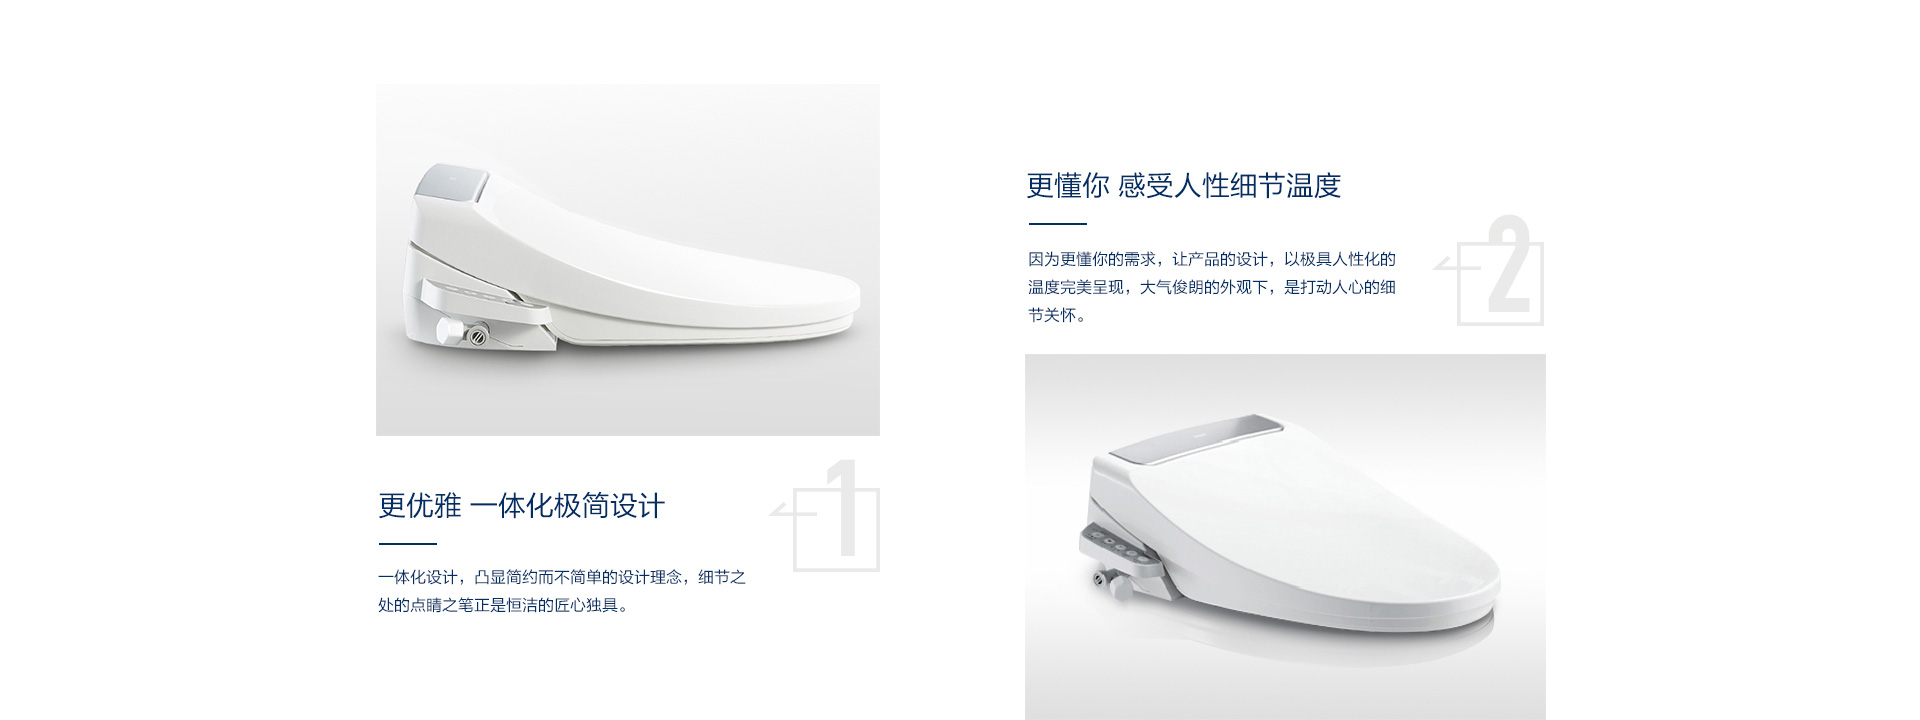 更优雅 一体化极简设计
1
一体化设计，凸显简约而不简单的设计理念，细节之
处的点睛之笔正是恒洁的匠心独具。
更懂你 感受人性细节温度
2
因为更懂你的需求，让产品的设计，以极具人性化的
温度完美呈现，大气俊朗的外观下，是打动人心的细
节关怀。